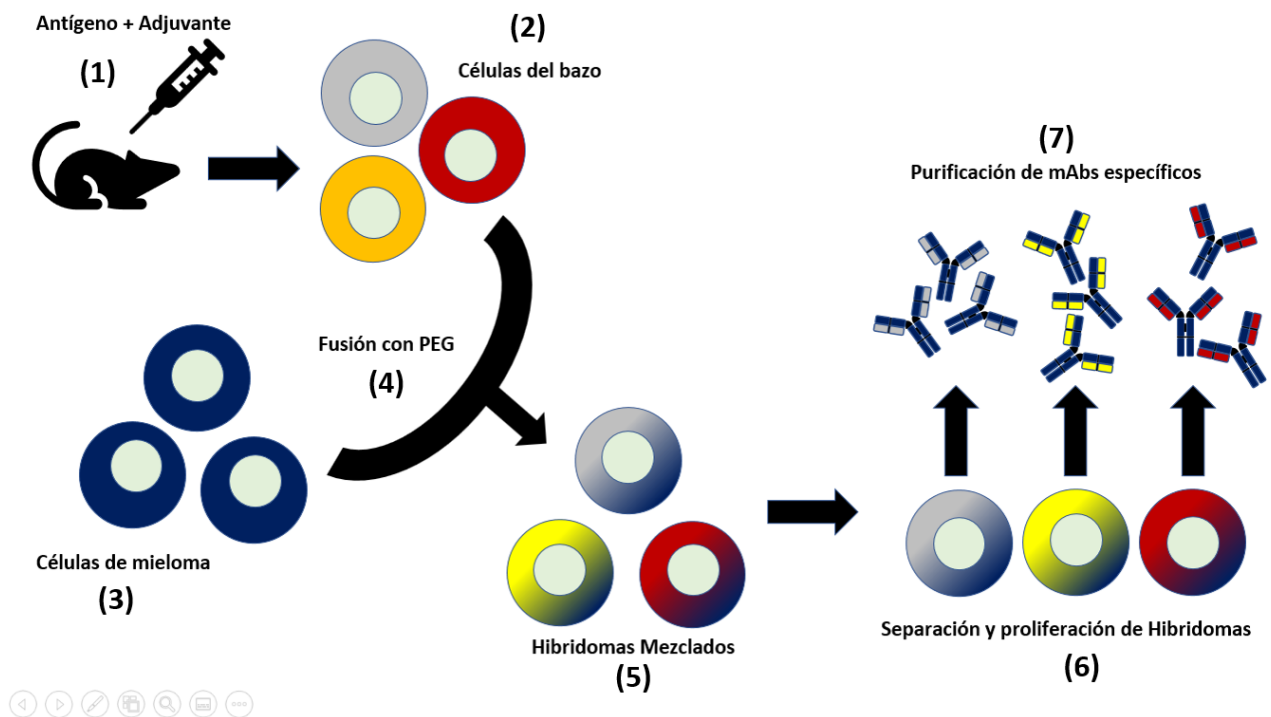 Antígeno + Adjuvante
(1)
(2)
Células del bazo
Fusión con PEG
(4)
Células de mieloma
(3)
Hibridomas Mezclados
(5)
(7)
Purificación de mAbs específicos
Separación y proliferación de Hibridomas
(6)